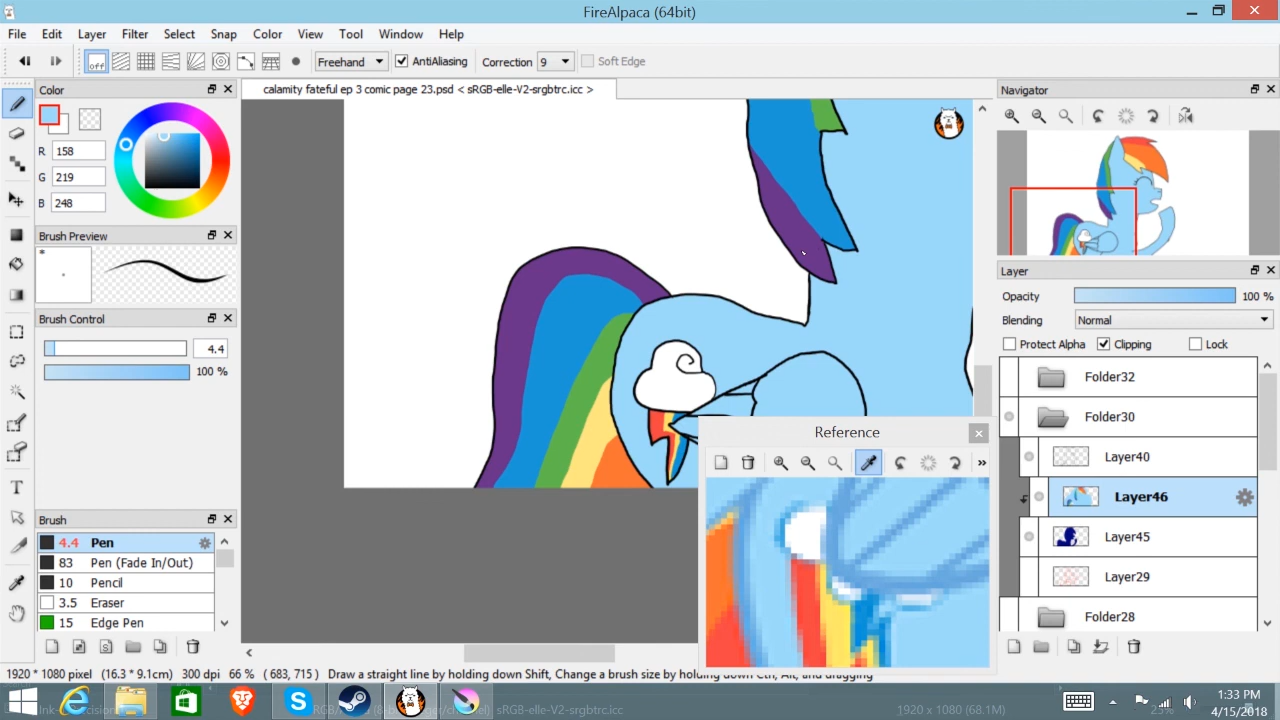 FireAlpaca (64bit)
File Edit Layer Filter Select Snap Color View Tool Window Help
off Freehand AntiAliasing Correction 9 Soft Edge
Color
calamity fateful ep 3 comic page 23.psd < sRGB-elle-V2-srgbtrc.icc >
Navigator
R 158
G 219
B 248
Brush Preview
*
Layer
Opacity 100 %
Blending Normal
Brush Control
Protect Alpha Clipping Lock
4.4
100 %
Folder32
Folder30
Reference
Layer40
Layer46
Brush
Layer45
4.4 Pen
83 Pen (Fade In/Out)
10 Pencil
Layer29
3.5 Eraser
15 Edge Pen
Folder28
1920 * 1080 pixel (16.3 * 9.1cm) 300 dpi 66 % ( 683, 715 ) Draw a straight line by holding down Shift, Change a brush size by holding down Ctrl, Alt, and dragging
sRGB-elle-V2-srgbtrc.icc
1920 x 1080 (68.1M)
1:33 PM
4/15/2018